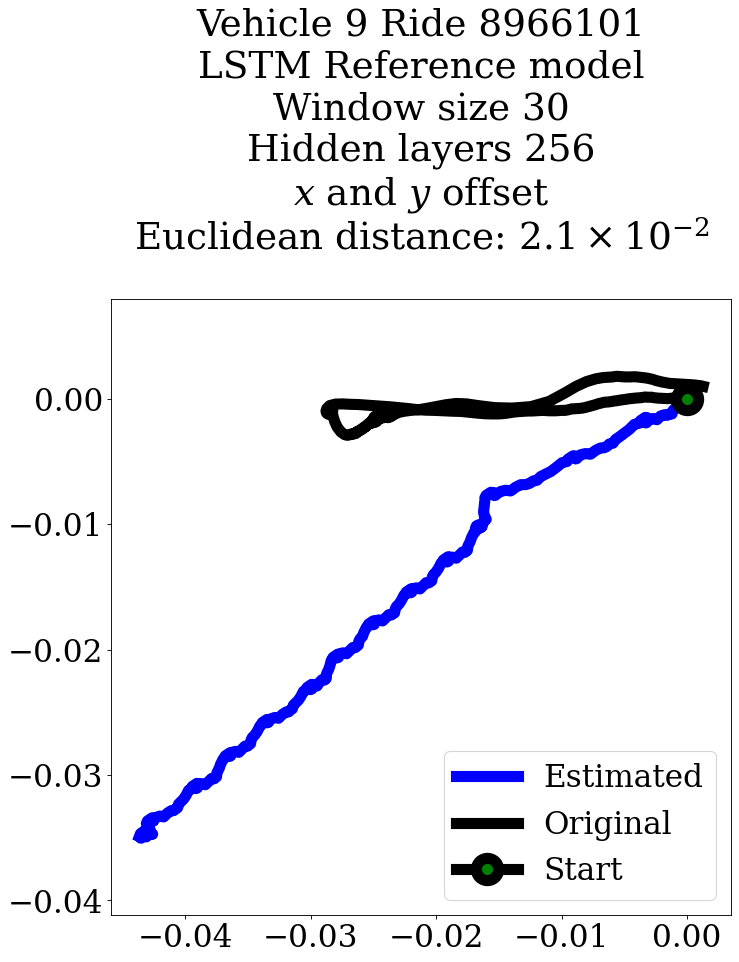 Vehicle 9 Ride 8966101
LSTM Reference model
Window size 30
Hidden layers 256
x and y offset
Euclidean distance: 2.1 × 10⁻²
0.00
−0.01
−0.02
−0.03
−0.04
Estimated
Original
Start
−0.04 −0.03 −0.02 −0.01 0.00